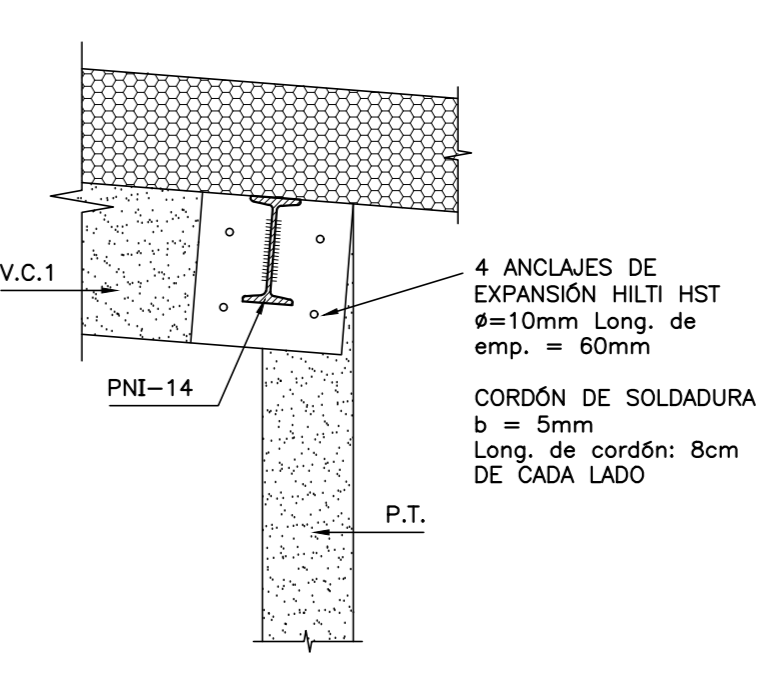 V.C.1
4 ANCLAJES DE
EXPANSIÓN HILTI HST
ø=10mm Long. de
emp. = 60mm
PNI-14
CORDÓN DE SOLDADURA
b = 5mm
Long. de cordón: 8cm
DE CADA LADO
P.T.